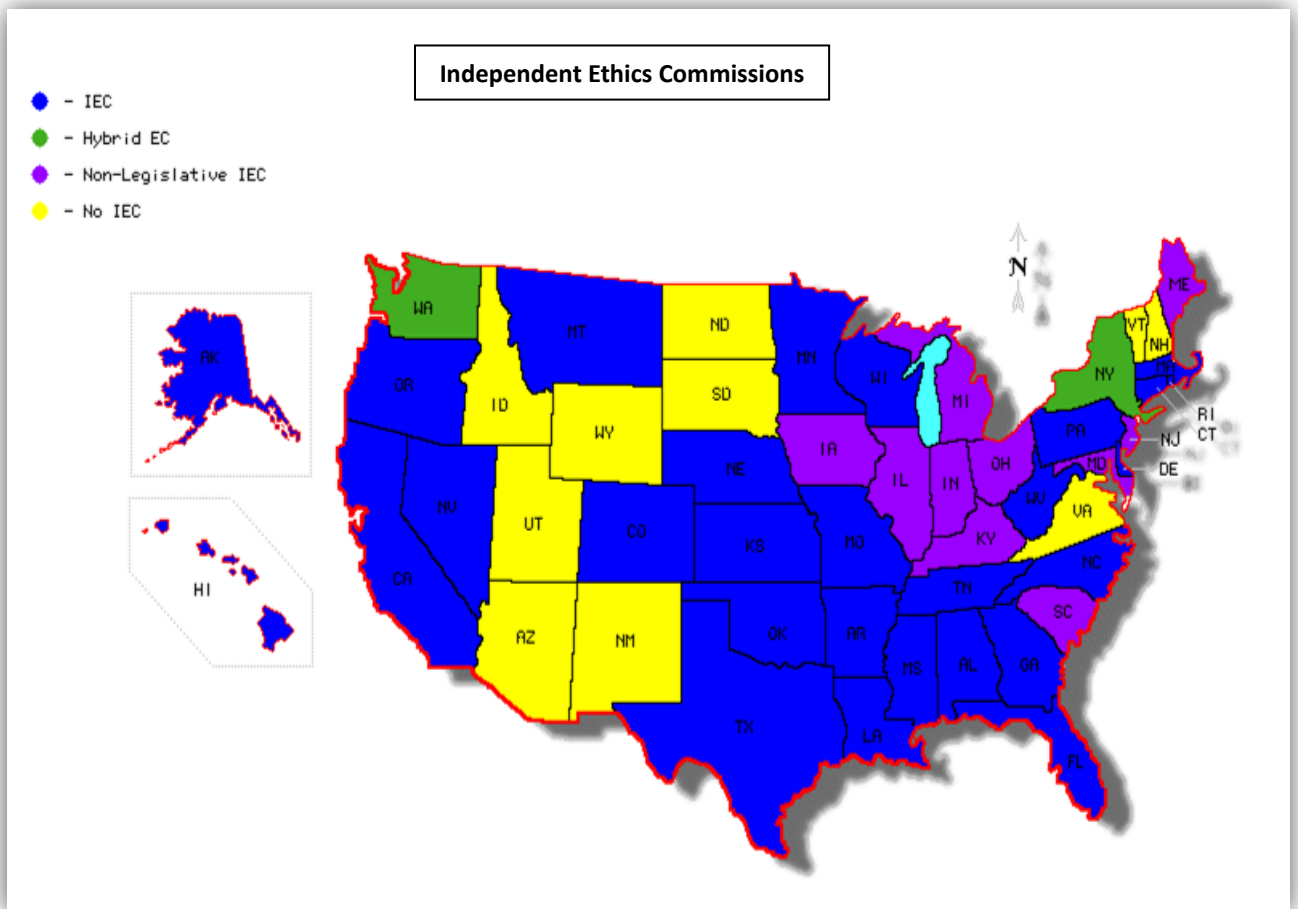 Independent Ethics Commissions
- IEC
- Hybrid EC
- Non-Legislative IEC
- No IEC
N
WA
MT
ND
MN
VT
NH
ME
AK
OR
ID
SD
WI
MI
NY
MA
WY
RI
CT
IA
PA
NJ
NE
IL
IN
OH
MD
DE
NV
UT
CO
KS
MO
KY
WV
VA
HI
CA
TN
NC
AZ
NM
OK
AR
SC
MS
AL
GA
TX
LA
FL